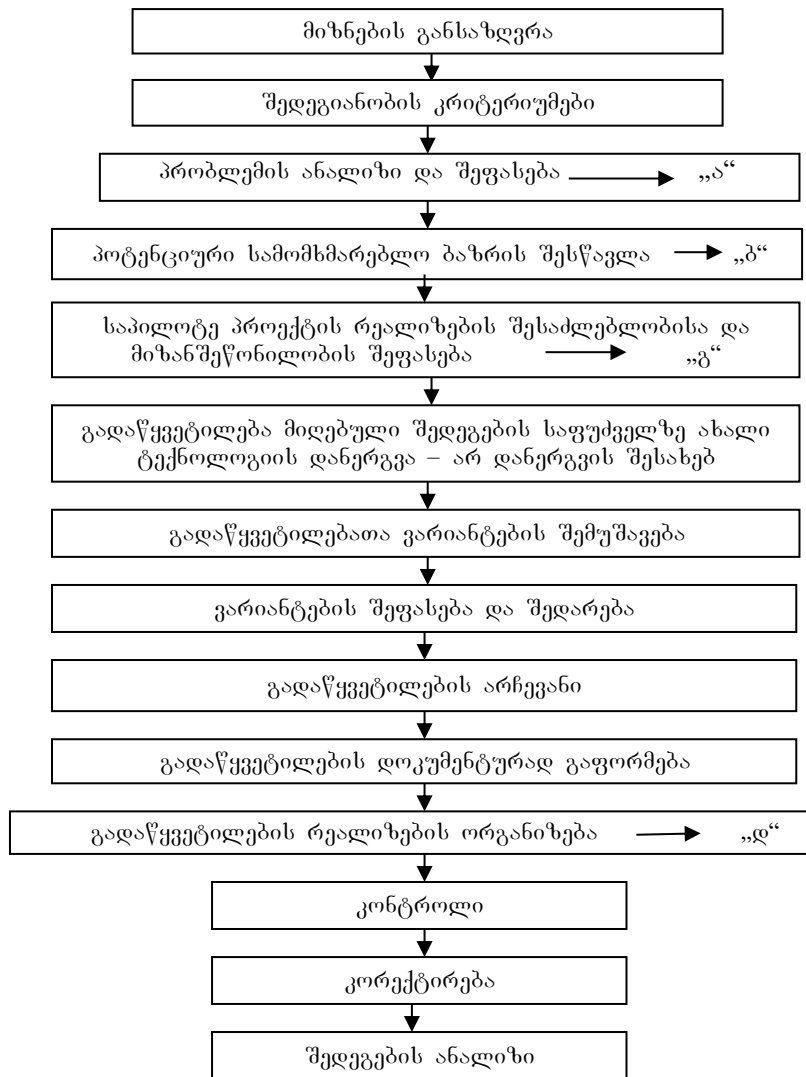 მიზნების განსაზღვრა
შედეგიანობის კრიტერიუმები
პრობლემის ანალიზი და შეფასება „ა“
პოტენციური სამომხმარებლო ბაზრის შესწავლა „ბ“
საპილოტე პროექტის რეალიზების შესაძლებლობისა და
მიზანშეწონილობის შეფასება „გ“
გადაწყვეტილება მიღებული შედეგების საფუძველზე ახალი
ტექნოლოგიის დანერგვა – არ დანერგვის შესახებ
გადაწყვეტილებათა ვარიანტების შემუშავება
ვარიანტების შეფასება და შედარება
გადაწყვეტილების არჩევანი
გადაწყვეტილების დოკუმენტურად გაფორმება
გადაწყვეტილების რეალიზების ორგანიზება „დ“
კონტროლი
კორექტირება
შედეგების ანალიზი